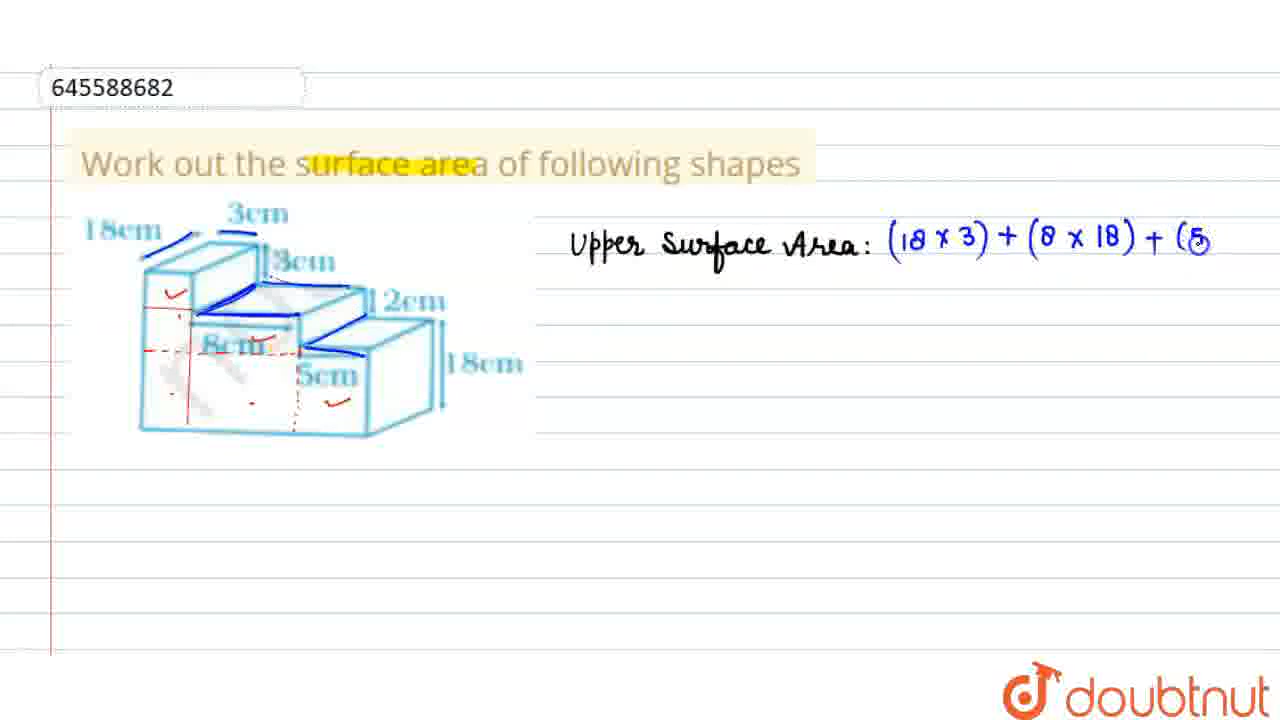 645588682
Work out the surface area of following shapes
18cm
3cm
3cm
12cm
8cm
5cm
18cm
Upper Surface Area: (18 × 3) + (8 × 18) + (5
doubtnut